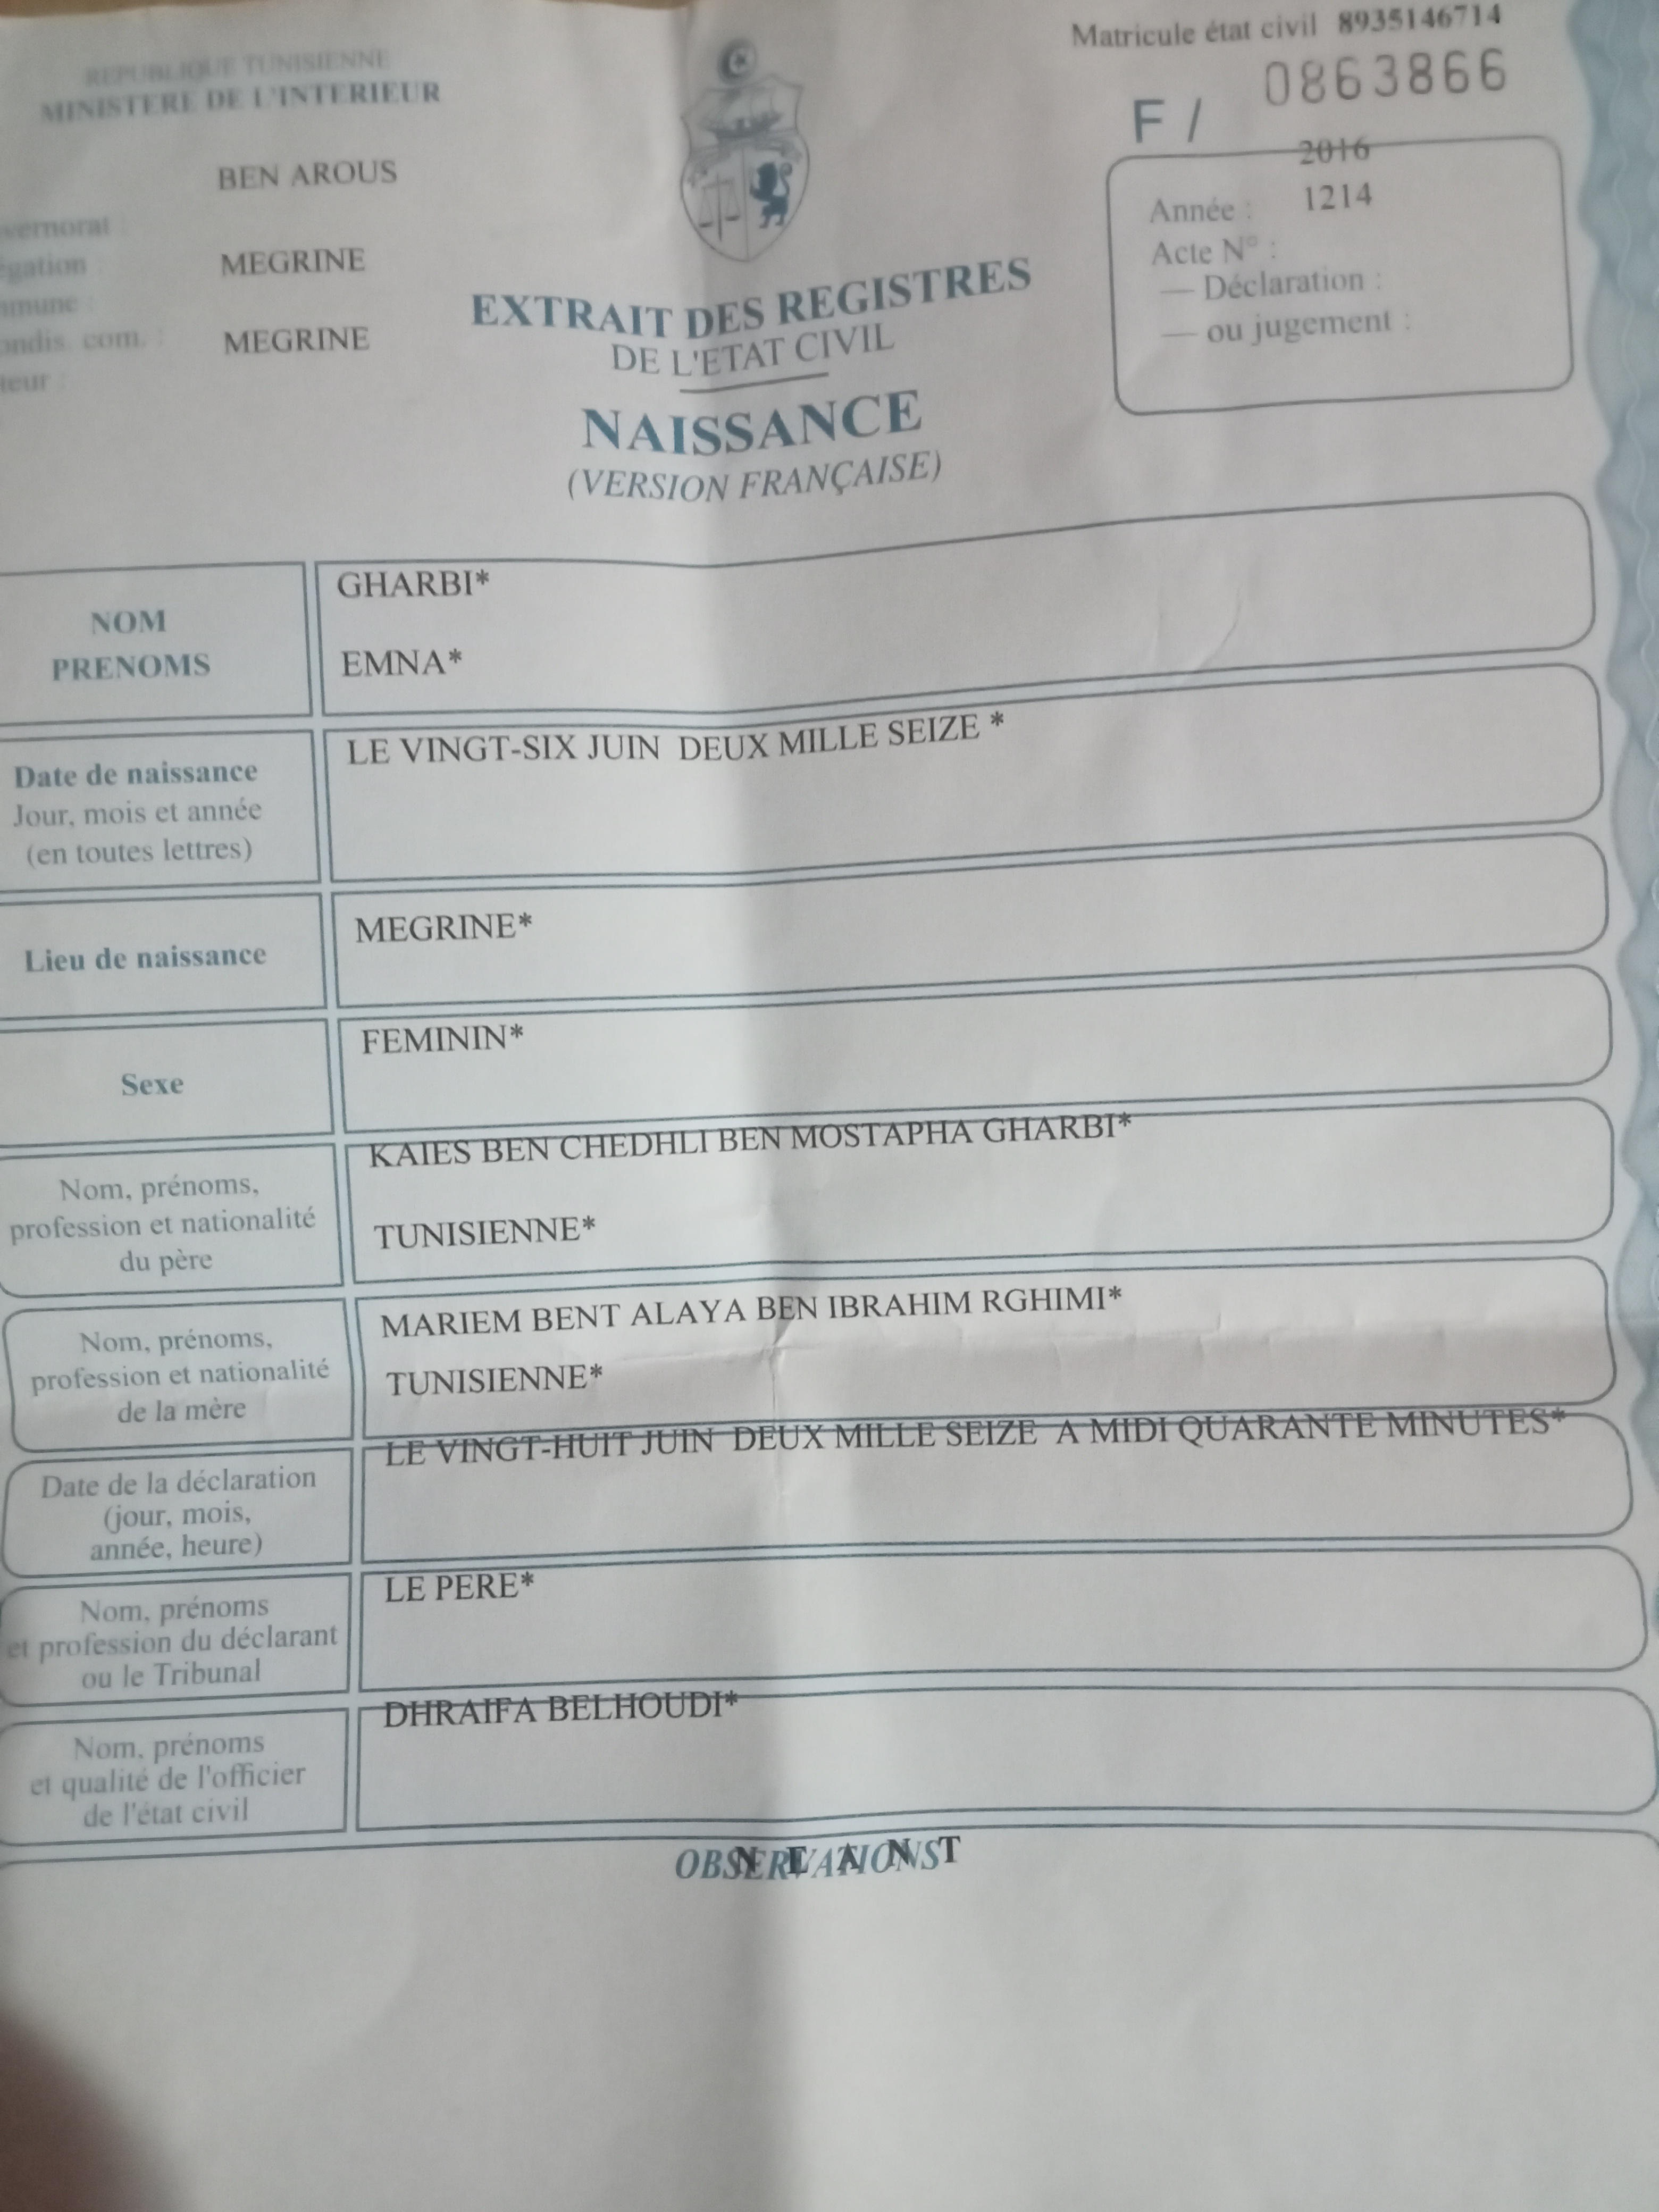 Matricule état civil 8935146714
REPUBLIQUE TUNISIENNE
MINISTERE DE L'INTERIEUR
F / 0863866
BEN AROUS
2016
vernorat :
Année : 1214
égation : MEGRINE
Acte N° :
mmune :
— Déclaration :
ondis. com. : MEGRINE
— ou jugement :
teur :
EXTRAIT DES REGISTRES
DE L'ETAT CIVIL
NAISSANCE
(VERSION FRANÇAISE)
NOM
PRENOMS
GHARBI*
EMNA*
Date de naissance
Jour, mois et année
(en toutes lettres)
LE VINGT-SIX JUIN DEUX MILLE SEIZE *
Lieu de naissance
MEGRINE*
Sexe
FEMININ*
Nom, prénoms,
profession et nationalité
du père
KAIES BEN CHEDHLI BEN MOSTAPHA GHARBI*
TUNISIENNE*
Nom, prénoms,
profession et nationalité
de la mère
MARIEM BENT ALAYA BEN IBRAHIM RGHIMI*
TUNISIENNE*
Date de la déclaration
(jour, mois,
année, heure)
LE VINGT-HUIT JUIN DEUX MILLE SEIZE A MIDI QUARANTE MINUTES*
Nom, prénoms
et profession du déclarant
ou le Tribunal
LE PERE*
Nom, prénoms
et qualité de l'officier
de l'état civil
DHRAIFA BELHOUDI*
OBSERVATIONS
N E A N T